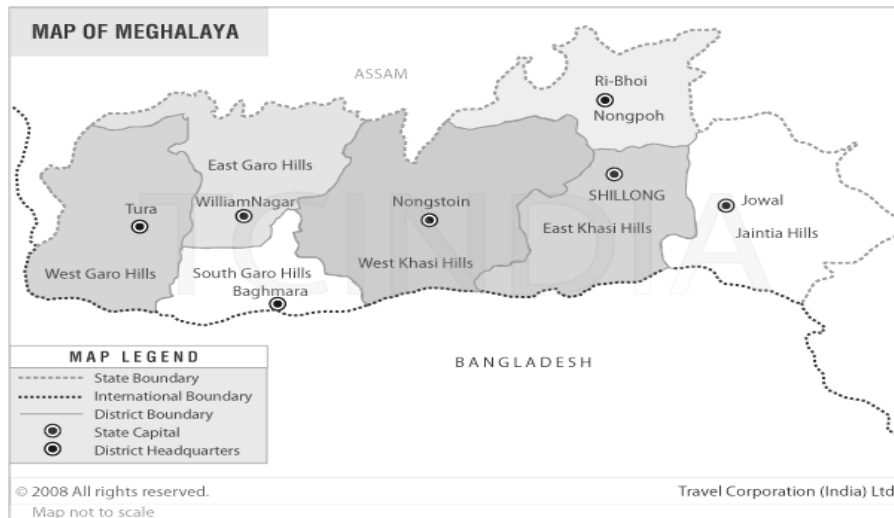 MAP OF MEGHALAYA
ASSAM
Ri-Bhoi
Nongpoh
East Garo Hills
SHILLONG
WilliamNagar
Nongstoin
Jowal
Tura
East Khasi Hills
Jaintia Hills
West Garo Hills
South Garo Hills
West Khasi Hills
Baghmara
TCINDIA
BANGLADESH
MAP LEGEND
State Boundary
International Boundary
District Boundary
State Capital
District Headquarters
© 2008 All rights reserved.
Travel Corporation (India) Ltd
Map not to scale